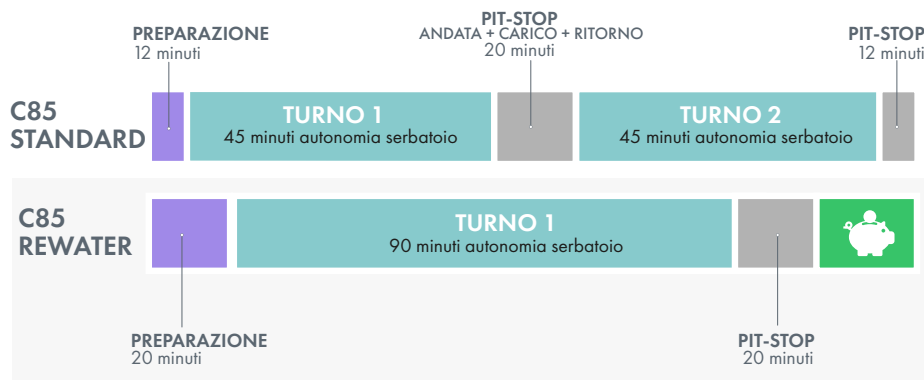 PREPARAZIONE
12 minuti
PIT-STOP
ANDATA + CARICO + RITORNO
20 minuti
PIT-STOP
12 minuti
C85
STANDARD
TURNO 1
45 minuti autonomia serbatoio
TURNO 2
45 minuti autonomia serbatoio
C85
REWATER
TURNO 1
90 minuti autonomia serbatoio
PREPARAZIONE
20 minuti
PIT-STOP
20 minuti